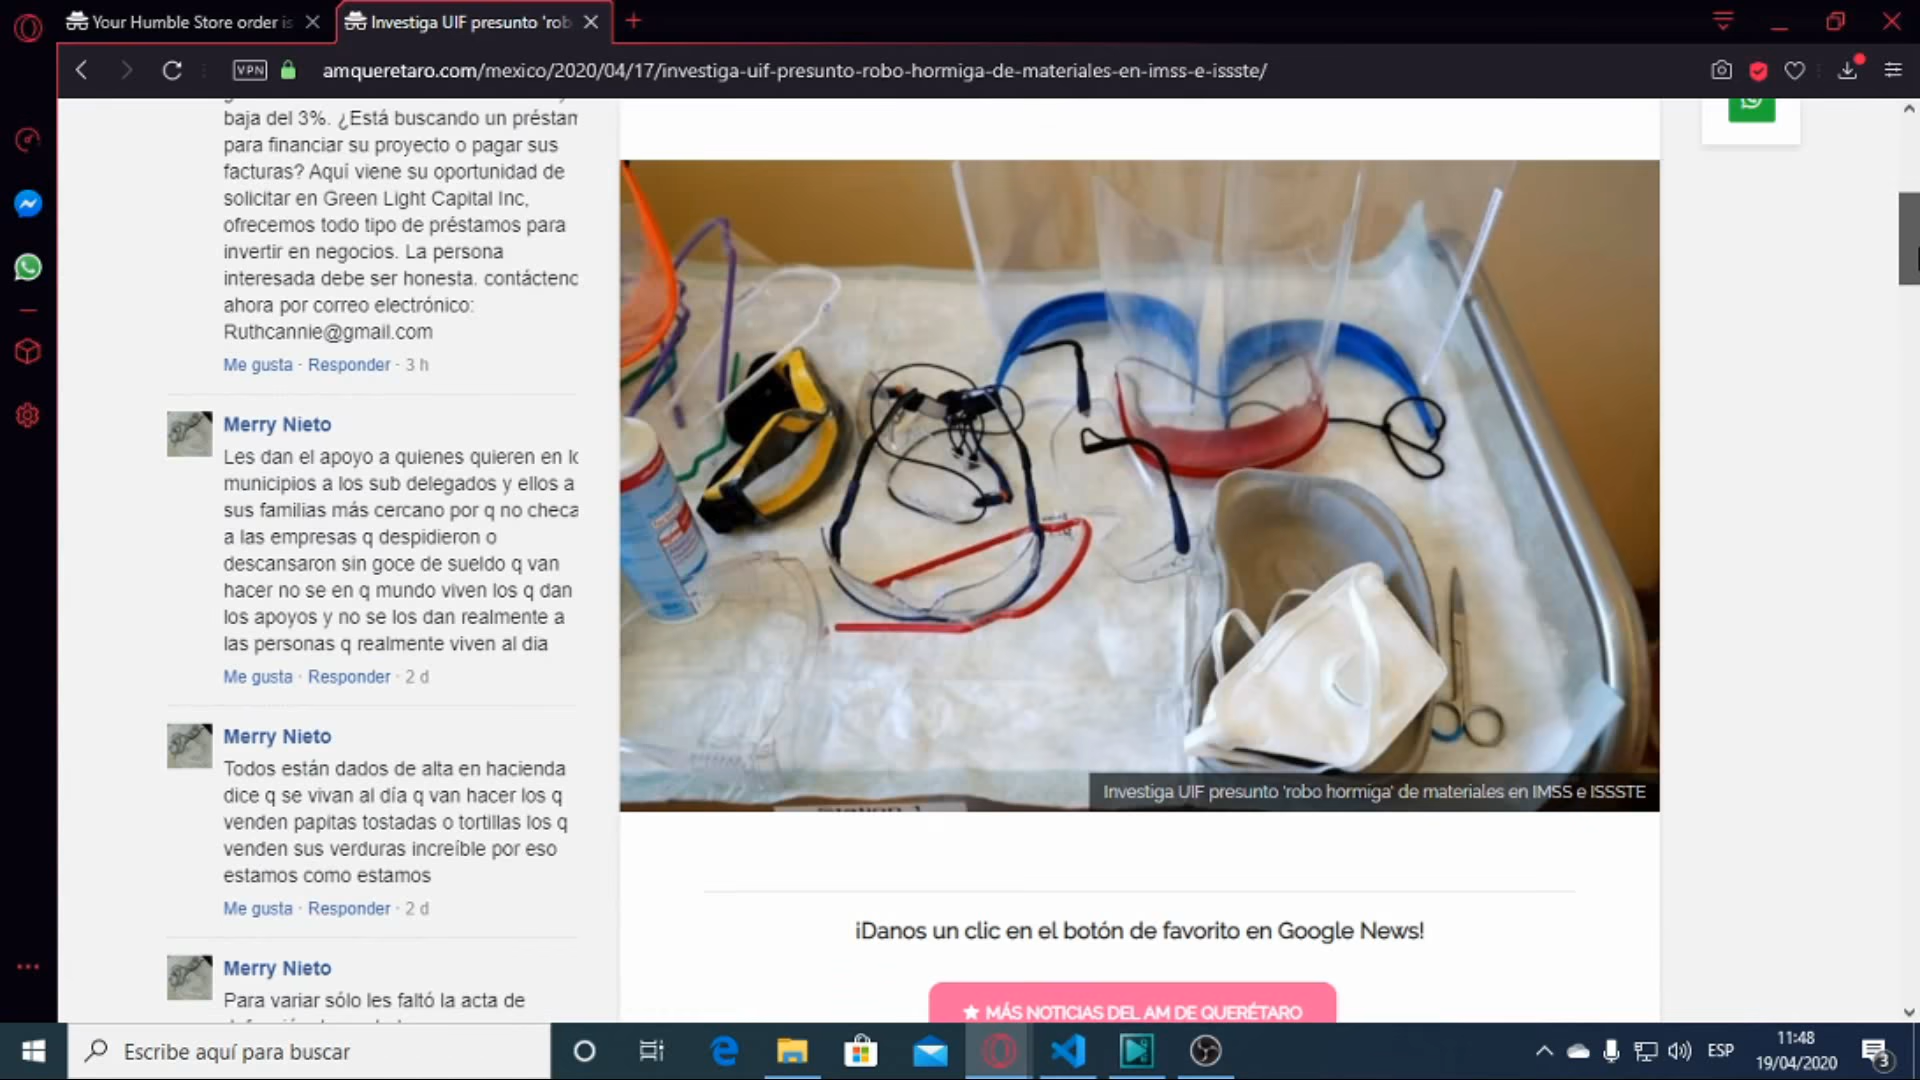 Your Humble Store order is
Investiga UIF presunto 'rob
VPN
amqueretaro.com/mexico/2020/04/17/investiga-uif-presunto-robo-hormiga-de-materiales-en-imss-e-issste/
baja del 3%. ¿Está buscando un préstam
para financiar su proyecto o pagar sus
facturas? Aquí viene su oportunidad de
solicitar en Green Light Capital Inc,
ofrecemos todo tipo de préstamos para
invertir en negocios. La persona
interesada debe ser honesta. contáctenc
ahora por correo electrónico:
Ruthcannie@gmail.com
Me gusta · Responder · 3 h
Merry Nieto
Les dan el apoyo a quienes quieren en lo
municipios a los sub delegados y ellos a
sus familias más cercano por q no checa
a las empresas q despidieron o
descansaron sin goce de sueldo q van
hacer no se en q mundo viven los q dan
los apoyos y no se los dan realmente a
las personas q realmente viven al dia
Me gusta · Responder · 2 d
Merry Nieto
Todos están dados de alta en hacienda
dice q se vivan al día q van hacer los q
venden papitas tostadas o tortillas los q
venden sus verduras increíble por eso
estamos como estamos
Me gusta · Responder · 2 d
Merry Nieto
Para variar sólo les faltó la acta de
Investiga UIF presunto 'robo hormiga' de materiales en IMSS e ISSSTE
¡Danos un clic en el botón de favorito en Google News!
★ MÁS NOTICIAS DEL AM DE QUERÉTARO
Escribe aquí para buscar
ESP
11:48
19/04/2020
3